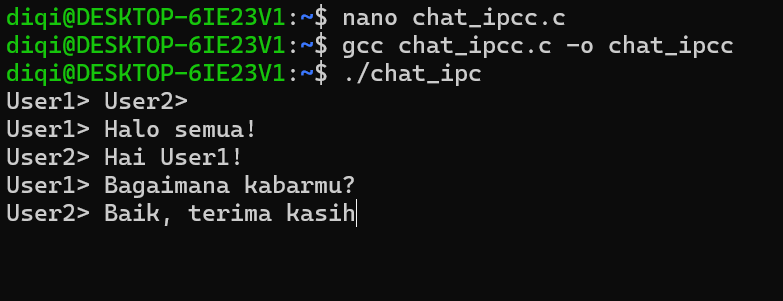 diqi@DESKTOP-6IE23V1:~$ nano chat_ipcc.c
diqi@DESKTOP-6IE23V1:~$ gcc chat_ipcc.c -o chat_ipcc
diqi@DESKTOP-6IE23V1:~$ ./chat_ipc
User1> User2>
User1> Halo semua!
User2> Hai User1!
User1> Bagaimana kabarmu?
User2> Baik, terima kasih